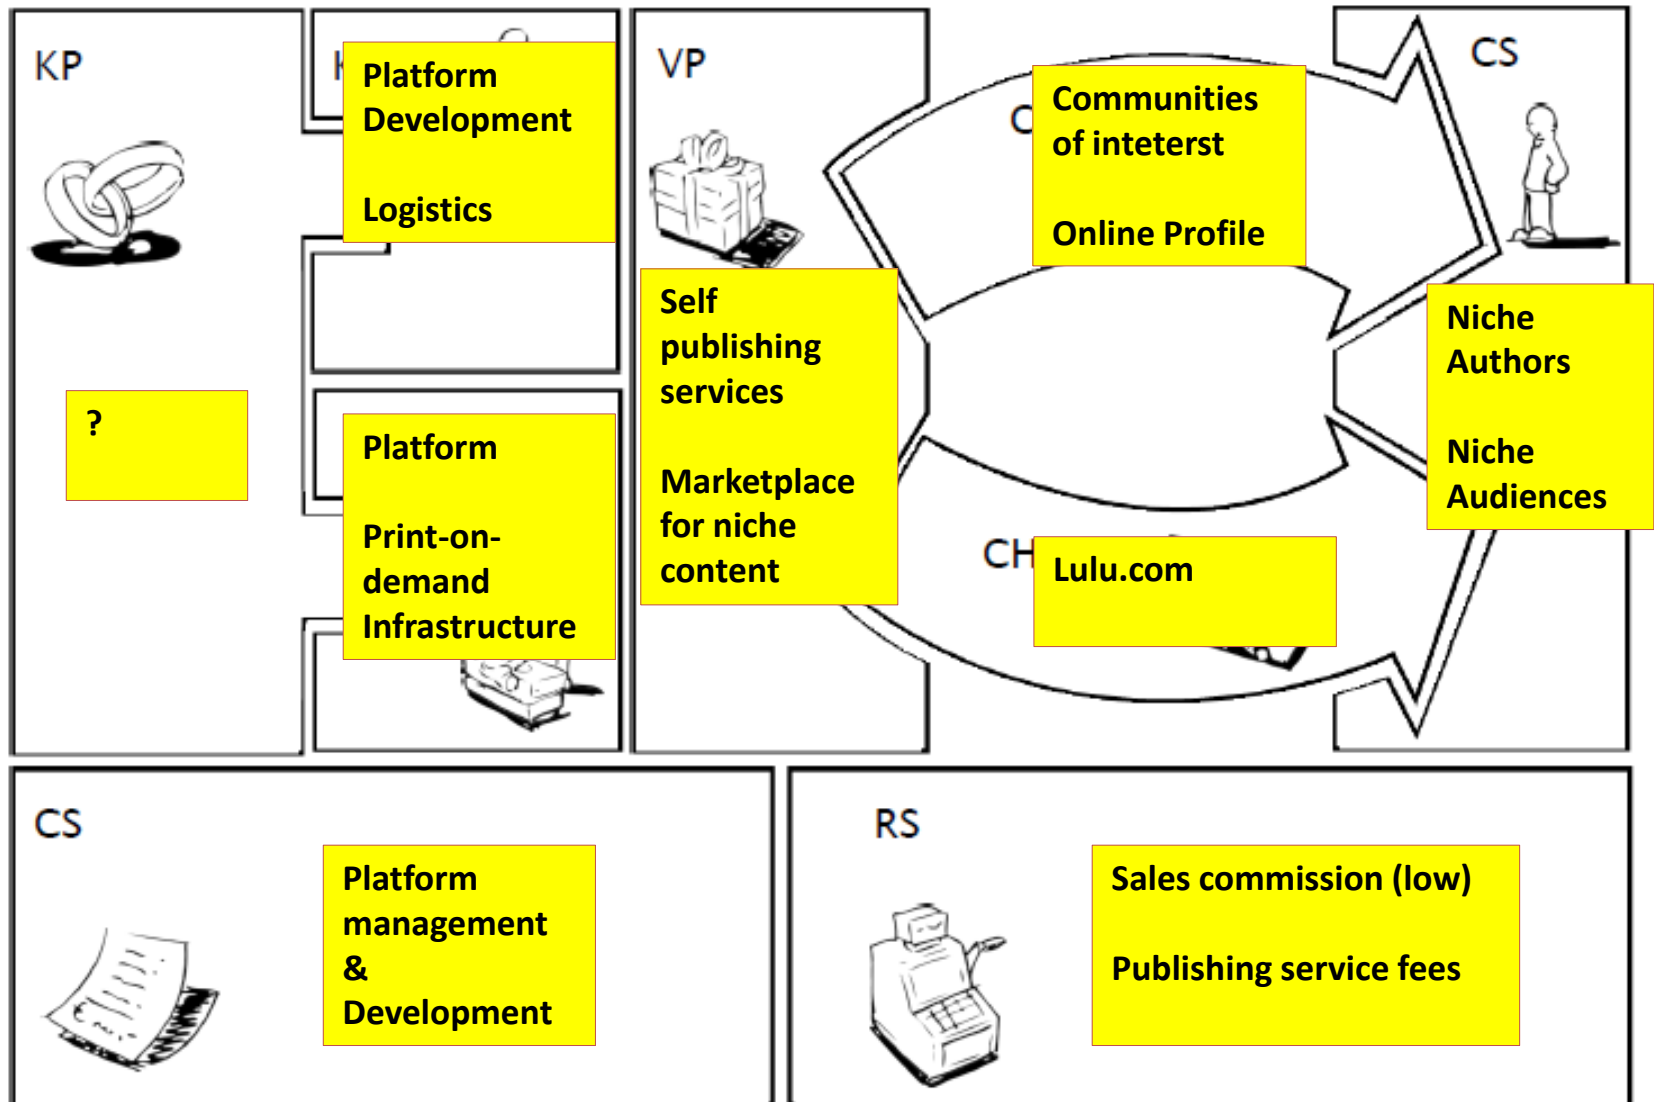 KP
K
Platform
Development
Logistics
VP
C
Communities
of inteterst
Online Profile
CS
?
Platform
Print-on-
demand
Infrastructure
Self
publishing
services
Marketplace
for niche
content
CH
Lulu.com
Niche
Authors
Niche
Audiences
CS
Platform
management
&
Development
RS
Sales commission (low)
Publishing service fees